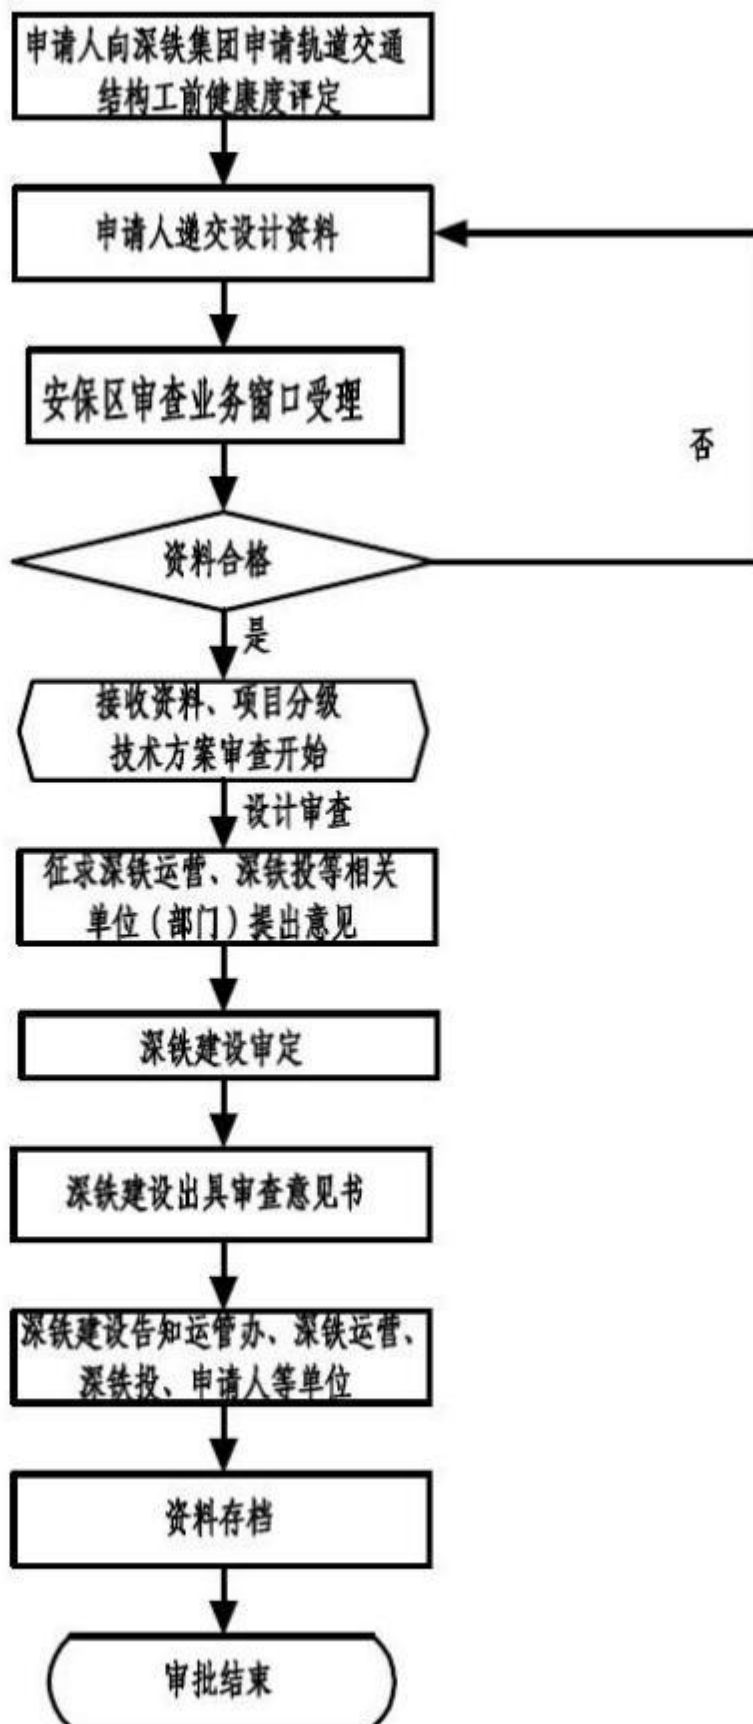 申请人向深铁集团申请轨道交通
结构工前健康度评定
申请人递交设计资料
安保区审查业务窗口受理
否
资料合格
是
接收资料、项目分级
技术方案审查开始
设计审查
征求深铁运营、深铁投等相关
单位（部门）提出意见
深铁建设审定
深铁建设出具审查意见书
深铁建设告知运管办、深铁运营、
深铁投、申请人等单位
资料存档
审批结束